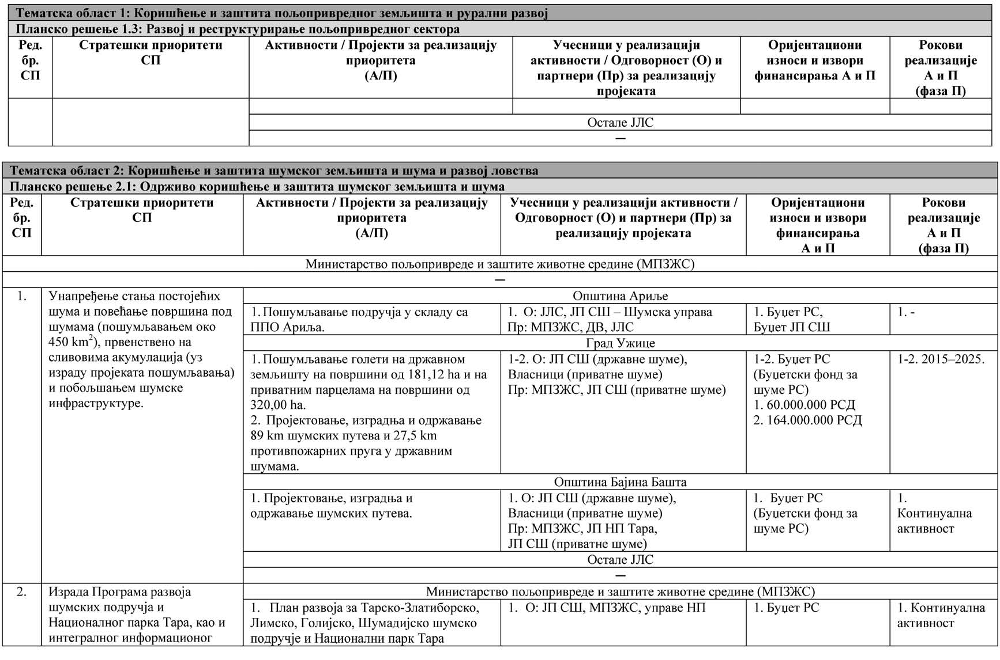 Тематска област 1: Коришћење и заштита пољопривредног земљишта и рурални развој
Планско решење 1.3: Развој и реструктурирање пољопривредног сектора
Ред.
бр.
СП
Стратешки приоритети
СП
Активности / Пројекти за реализацију
приоритета
(А/П)
Учесници у реализацији
активности / Одговорност (О) и
партнери (Пр) за реализацију
пројеката
Оријентациони
износи и извори
финансирања А и П
Рокови
реализације
А и П
(фаза П)
Остале ЈЛС
—
Тематска област 2: Коришћење и заштита шумског земљишта и шума и развој ловства
Планско решење 2.1: Одрживо коришћење и заштита шумског земљишта и шума
Ред.
бр.
СП
Стратешки приоритети
СП
Активности / Пројекти за реализацију
приоритета
(А/П)
Учесници у реализацији активности /
Одговорност (О) и партнери (Пр) за
реализацију пројеката
Оријентациони
износи и извори
финансирања
А и П
Рокови
реализације
А и П
(фаза П)
Министарство пољопривреде и заштите животне средине (МПЗЖС)
—
1.
Унапређење стања постојећих
шума и повећање површина под
шумама (пошумљавањем око
450 km²), првенствено на
сливовима акумулација (уз
израду пројеката пошумљавања)
и побољшањем шумске
инфраструктуре.
Општина Ариље
1. Пошумљавање подручја у складу са
ППО Ариља.
1. О: ЈЛС, ЈП СШ – Шумска управа
Пр: МПЗЖС, ДВ, ЈЛС
1. Буџет РС,
Буџет ЈП СШ
1. -
Град Ужице
1. Пошумљавање голети на државном
земљишту на површини од 181,12 ha и на
приватним парцелама на површини од
320,00 ha.
2. Пројектовање, изградња и одржавање
89 km шумских путева и 27,5 km
противпожарних пруга у државним
шумама.
1-2. О: ЈП СШ (државне шуме),
Власници (приватне шуме)
Пр: МПЗЖС, ЈП СШ (приватне шуме)
1-2. Буџет РС
(Буџетски фонд за
шуме РС)
1. 60.000.000 РСД
2. 164.000.000 РСД
1-2. 2015–2025.
Општина Бајина Башта
1. Пројектовање, изградња и
одржавање шумских путева.
1. О: ЈП СШ (државне шуме),
Власници (приватне шуме)
Пр: МПЗЖС, ЈП НП Тара,
ЈП СШ (приватне шуме)
1. Буџет РС
(Буџетски фонд за
шуме РС)
1.
Континуална
активност
Остале ЈЛС
—
2.
Израда Програма развоја
шумских подручја и
Националног парка Тара, као и
интегралног информационог
Министарство пољопривреде и заштите животне средине (МПЗЖС)
1. План развоја за Тарско-Златиборско,
Лимско, Голијско, Шумадијско шумско
подручје и Национални парк Тара
1. О: ЈП СШ, МПЗЖС, управе НП
1. Буџет РС
1. Континуална
активност